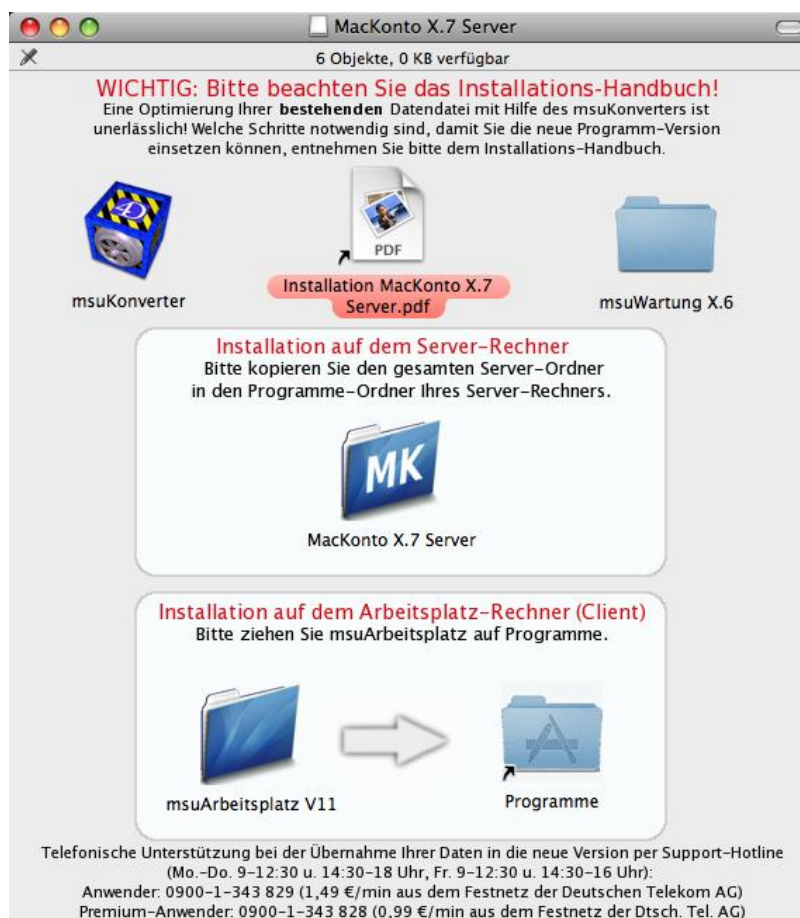 MacKonto X.7 Server
6 Objekte, 0 KB verfügbar
WICHTIG: Bitte beachten Sie das Installations-Handbuch!
Eine Optimierung Ihrer bestehenden Datendatei mit Hilfe des msuKonverters ist
unerlässlich! Welche Schritte notwendig sind, damit Sie die neue Programm-Version
einsetzen können, entnehmen Sie bitte dem Installations-Handbuch.
4D
PDF
msuKonverter
Installation MacKonto X.7
Server.pdf
msuWartung X.6
Installation auf dem Server-Rechner
Bitte kopieren Sie den gesamten Server-Ordner
in den Programme-Ordner Ihres Server-Rechners.
MK
MacKonto X.7 Server
Installation auf dem Arbeitsplatz-Rechner (Client)
Bitte ziehen Sie msuArbeitsplatz auf Programme.
msuArbeitsplatz V11
Programme
Telefonische Unterstützung bei der Übernahme Ihrer Daten in die neue Version per Support-Hotline
(Mo.-Do. 9-12:30 u. 14:30-18 Uhr, Fr. 9-12:30 u. 14:30-16 Uhr):
Anwender: 0900-1-343 829 (1,49 €/min aus dem Festnetz der Deutschen Telekom AG)
Premium-Anwender: 0900-1-343 828 (0,99 €/min aus dem Festnetz der Dtsch. Tel. AG)